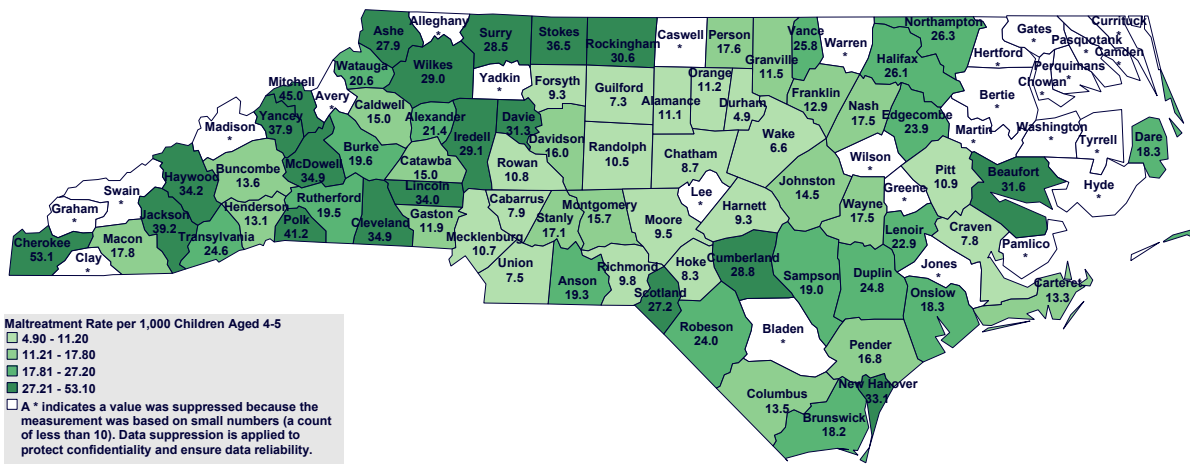 Alleghany
*
Ashe
27.9
Surry
28.5
Stokes
36.5
Rockingham
30.6
Caswell
*
Person
17.6
Vance
25.8
Warren
*
Northampton
26.3
Gates
*
Currituck
*
Pasquotank
*
Camden
*
Hertford
*
Perquimans
*
Chowan
*
Watauga
20.6
Wilkes
29.0
Yadkin
*
Forsyth
9.3
Guilford
7.3
Alamance
11.1
Orange
11.2
Durham
4.9
Granville
11.5
Franklin
12.9
Halifax
26.1
Bertie
*
Mitchell
45.0
Avery
*
Caldwell
15.0
Alexander
21.4
Iredell
29.1
Davie
31.3
Davidson
16.0
Randolph
10.5
Chatham
8.7
Wake
6.6
Nash
17.5
Edgecombe
23.9
Martin
*
Washington
*
Tyrrell
*
Dare
18.3
Madison
*
Yancey
37.9
Burke
19.6
McDowell
34.9
Catawba
15.0
Rowan
10.8
Lee
*
Johnston
14.5
Wilson
*
Greene
*
Pitt
10.9
Beaufort
31.6
Hyde
*
Haywood
34.2
Buncombe
13.6
Swain
*
Graham
*
Jackson
39.2
Henderson
13.1
Rutherford
19.5
Polk
41.2
Cleveland
34.9
Lincoln
34.0
Gaston
11.9
Cabarrus
7.9
Stanly
17.1
Montgomery
15.7
Moore
9.5
Harnett
9.3
Wayne
17.5
Lenoir
22.9
Craven
7.8
Pamlico
*
Cherokee
53.1
Clay
*
Macon
17.8
Transylvania
24.6
Mecklenburg
10.7
Union
7.5
Anson
19.3
Richmond
9.8
Hoke
8.3
Cumberland
28.8
Sampson
19.0
Duplin
24.8
Jones
*
Carteret
13.3
Scotland
27.2
Onslow
18.3
Robeson
24.0
Bladen
*
Pender
16.8
Columbus
13.5
New Hanover
33.1
Brunswick
18.2
Maltreatment Rate per 1,000 Children Aged 4-5
4.90 - 11.20
11.21 - 17.80
17.81 - 27.20
27.21 - 53.10
A * indicates a value was suppressed because the
measurement was based on small numbers (a count
of less than 10). Data suppression is applied to
protect confidentiality and ensure data reliability.